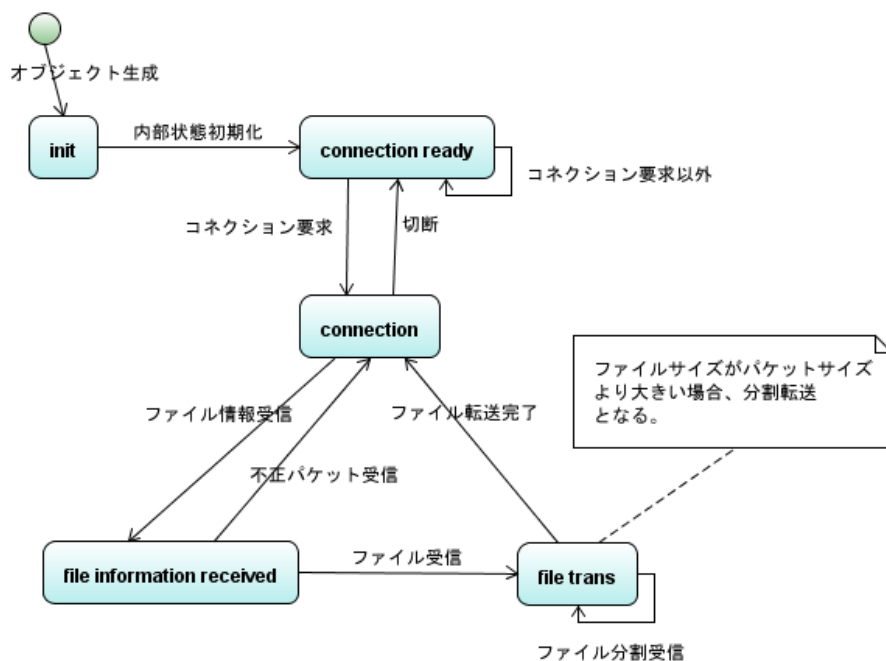 オブジェクト生成
init
内部状態初期化
connection ready
コネクション要求以外
コネクション要求
切断
connection
ファイルサイズがパケットサイズ
より大きい場合、分割転送
となる。
ファイル情報受信
ファイル転送完了
不正パケット受信
file information received
ファイル受信
file trans
ファイル分割受信